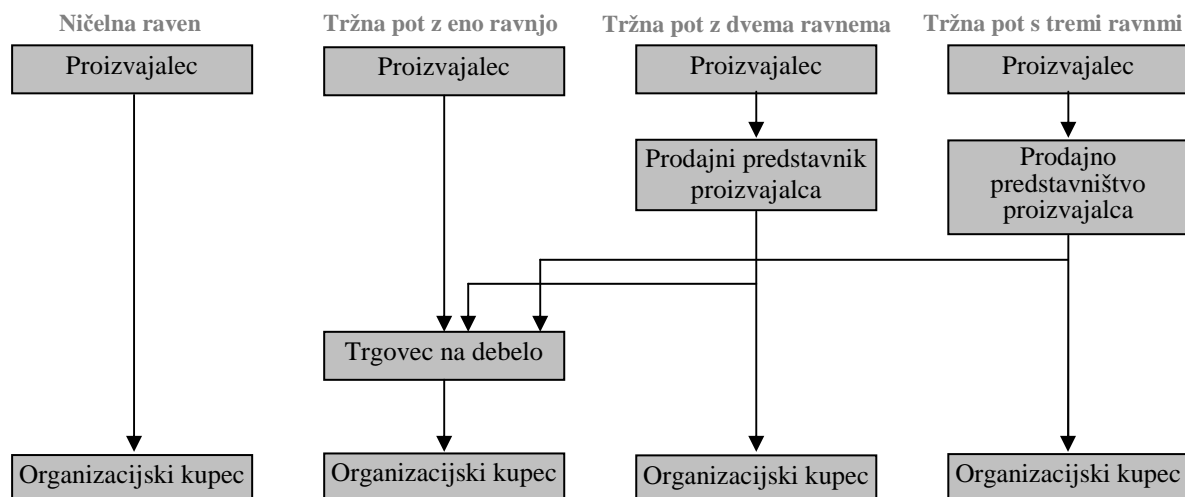 Ničelna raven
Tržna pot z eno ravnjo
Tržna pot z dvema ravnema
Tržna pot s tremi ravnmi
Proizvajalec
Proizvajalec
Proizvajalec
Proizvajalec
Prodajni predstavnik
proizvajalca
Prodajno
predstavništvo
proizvajalca
Trgovec na debelo
Organizacijski kupec
Organizacijski kupec
Organizacijski kupec
Organizacijski kupec